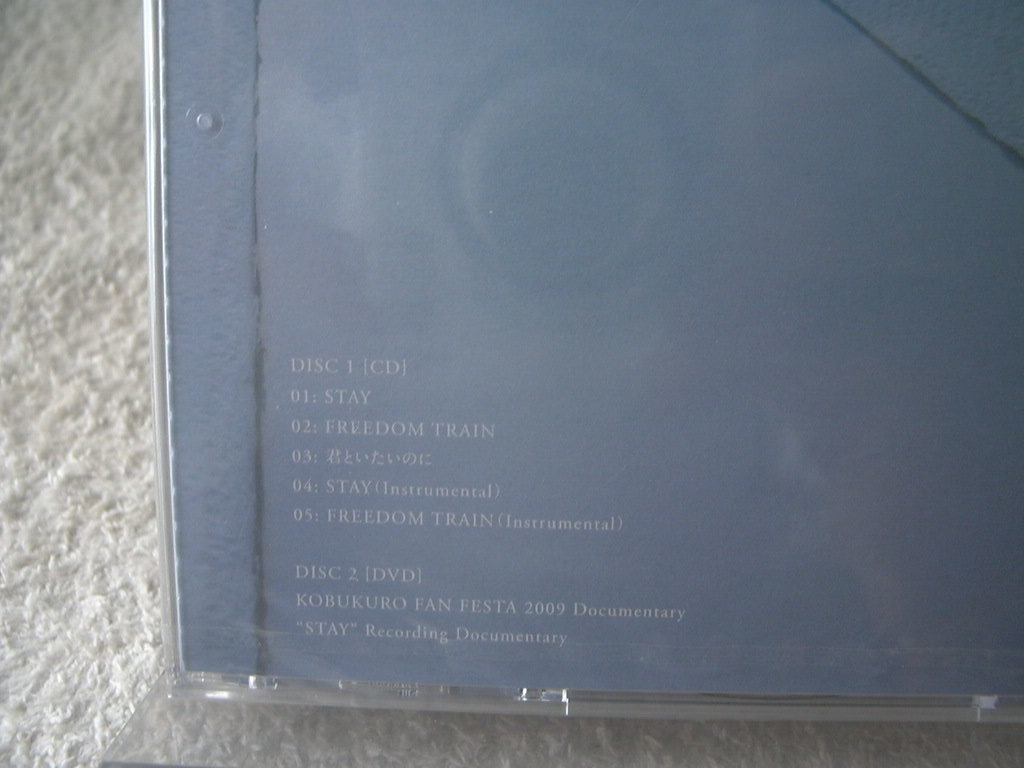 DISC 1 [CD]
01: STAY
02: FREEDOM TRAIN
03: 君といたいのに
04: STAY(Instrumental)
05: FREEDOM TRAIN(Instrumental)
DISC 2 [DVD]
KOBUKURO FAN FESTA 2009 Documentary
"STAY" Recording Documentary